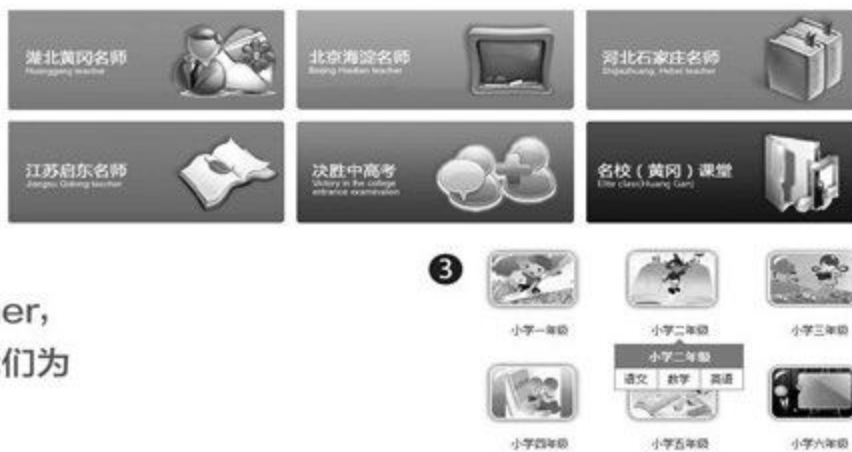 湖北黄冈名师
Huanggang teacher
北京海淀名师
Beijing Haidian teacher
河北石家庄名师
Shijiazhuang, Hebei teacher
江苏启东名师
Jiangsu Qidong teacher
决胜中高考
Victory in the college
entrance examination
名校（黄冈）课堂
Elite class(Huang Gan)
3
小学一年级
小学二年级
小学三年级
er,
们为
小学二年级
语文 数学 英语
小学四年级
小学五年级
小学六年级